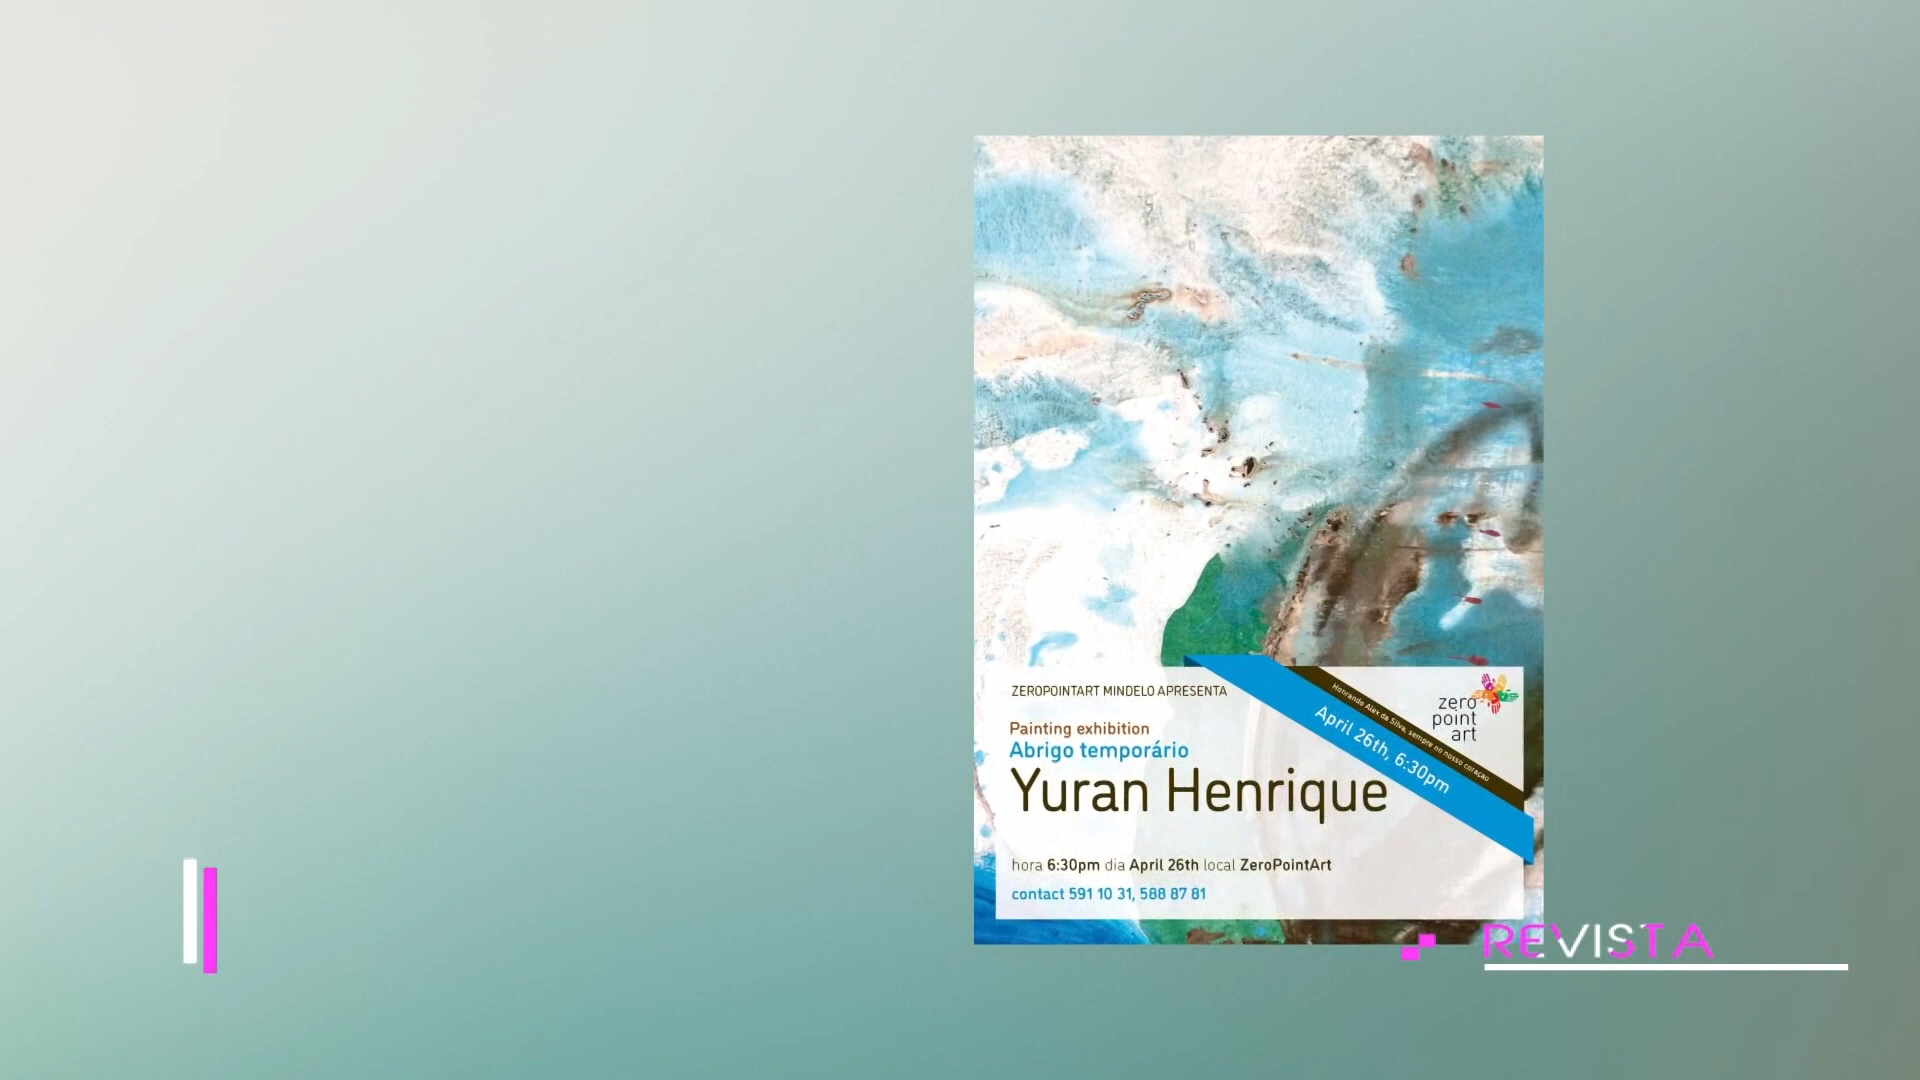 ZEROPOINTART MINDELO APRESENTA
Painting exhibition
Abrigo temporário
Yuran Henrique
hora 6:30pm dia April 26th local ZeroPointArt
contact 591 10 31, 588 87 81
Honrando Alex da Silva, sempre no nosso coraçao
April 26th, 6:30pm
zero
point
art
REVISTA